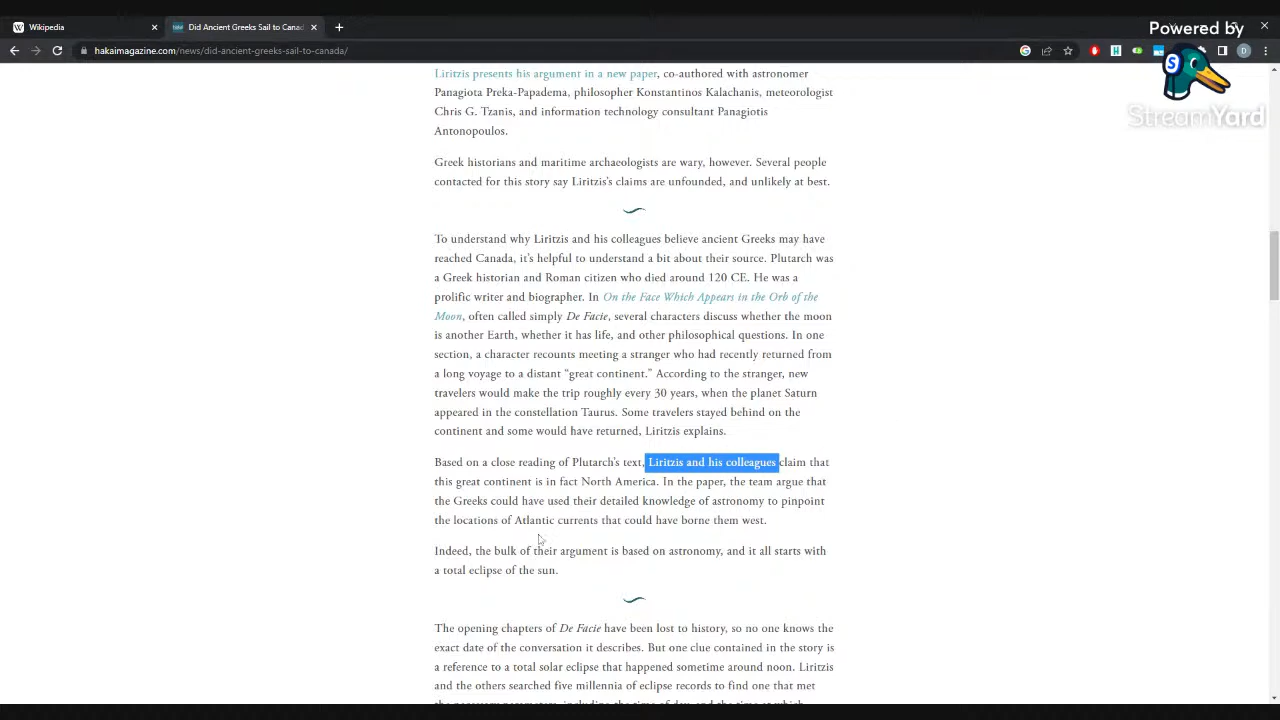 Wikipedia
Did Ancient Greeks Sail to Canad
hakaimagazine.com/news/did-ancient-greeks-sail-to-canada/
Powered by
StreamYard
Liritzis presents his argument in a new paper, co-authored with astronomer
Panagiota Preka-Papadema, philosopher Konstantinos Kalachanis, meteorologist
Chris G. Tzanis, and information technology consultant Panagiotis
Antonopoulos.
Greek historians and maritime archaeologists are wary, however. Several people
contacted for this story say Liritzis's claims are unfounded, and unlikely at best.
To understand why Liritzis and his colleagues believe ancient Greeks may have
reached Canada, it's helpful to understand a bit about their source. Plutarch was
a Greek historian and Roman citizen who died around 120 CE. He was a
prolific writer and biographer. In On the Face Which Appears in the Orb of the
Moon, often called simply De Facie, several characters discuss whether the moon
is another Earth, whether it has life, and other philosophical questions. In one
section, a character recounts meeting a stranger who had recently returned from
a long voyage to a distant “great continent.” According to the stranger, new
travelers would make the trip roughly every 30 years, when the planet Saturn
appeared in the constellation Taurus. Some travelers stayed behind on the
continent and some would have returned, Liritzis explains.
Based on a close reading of Plutarch's text, Liritzis and his colleagues claim that
this great continent is in fact North America. In the paper, the team argue that
the Greeks could have used their detailed knowledge of astronomy to pinpoint
the locations of Atlantic currents that could have borne them west.
Indeed, the bulk of their argument is based on astronomy, and it all starts with
a total eclipse of the sun.
The opening chapters of De Facie have been lost to history, so no one knows the
exact date of the conversation it describes. But one clue contained in the story is
a reference to a total solar eclipse that happened sometime around noon. Liritzis
and the others searched five millennia of eclipse records to find one that met